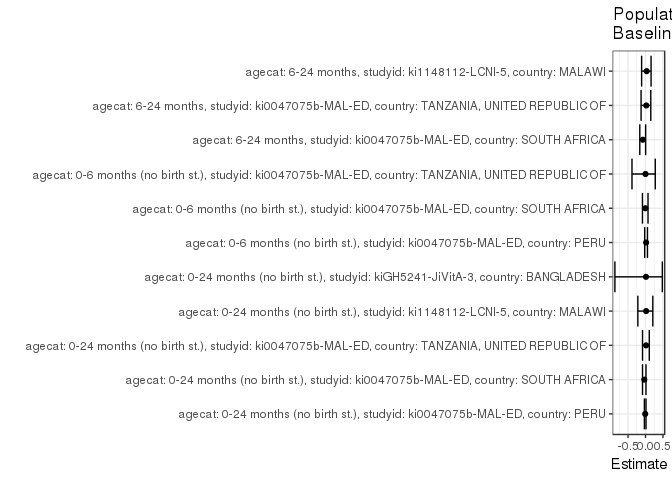 Populat
Baselin
agecat: 6-24 months, studyid: ki1148112-LCNI-5, country: MALAWI
agecat: 6-24 months, studyid: ki0047075b-MAL-ED, country: TANZANIA, UNITED REPUBLIC OF
agecat: 6-24 months, studyid: ki0047075b-MAL-ED, country: SOUTH AFRICA
agecat: 0-6 months (no birth st.), studyid: ki0047075b-MAL-ED, country: TANZANIA, UNITED REPUBLIC OF
agecat: 0-6 months (no birth st.), studyid: ki0047075b-MAL-ED, country: SOUTH AFRICA
agecat: 0-6 months (no birth st.), studyid: ki0047075b-MAL-ED, country: PERU
agecat: 0-24 months (no birth st.), studyid: kiGH5241-JiVitA-3, country: BANGLADESH
agecat: 0-24 months (no birth st.), studyid: ki1148112-LCNI-5, country: MALAWI
agecat: 0-24 months (no birth st.), studyid: ki0047075b-MAL-ED, country: TANZANIA, UNITED REPUBLIC OF
agecat: 0-24 months (no birth st.), studyid: ki0047075b-MAL-ED, country: SOUTH AFRICA
agecat: 0-24 months (no birth st.), studyid: ki0047075b-MAL-ED, country: PERU
-0.5 0.0 0.5
Estimate